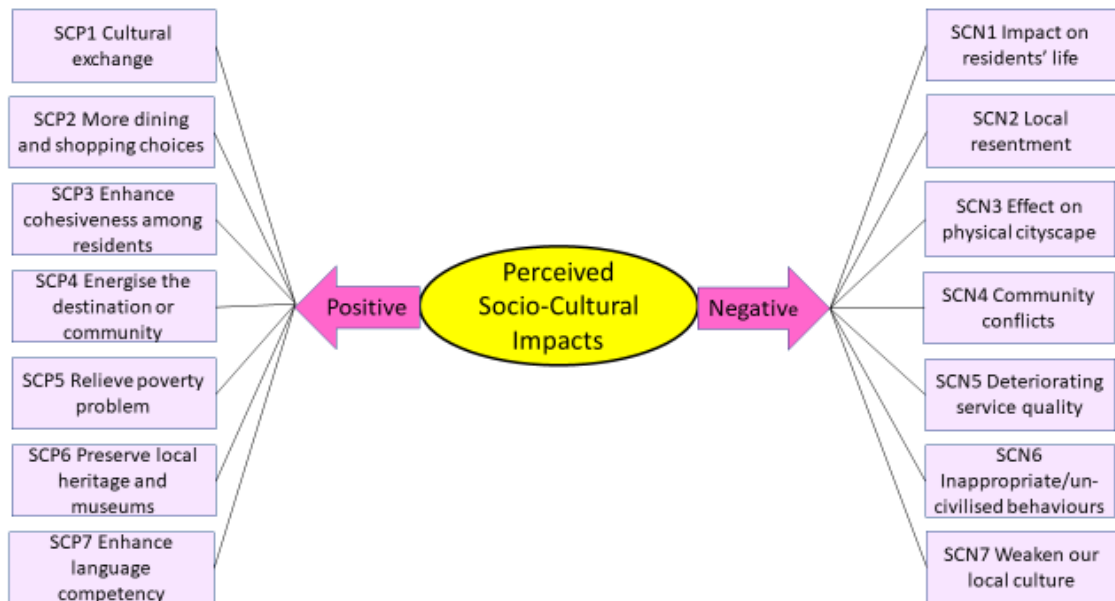 SCP1 Cultural
exchange
SCP2 More dining
and shopping choices
SCP3 Enhance
cohesiveness among
residents
SCP4 Energise the
destination or
community
SCP5 Relieve poverty
problem
SCP6 Preserve local
heritage and
museums
SCP7 Enhance
language
competency
Positive
Perceived
Socio-Cultural
Impacts
Negative
SCN1 Impact on
residents’ life
SCN2 Local
resentment
SCN3 Effect on
physical cityscape
SCN4 Community
conflicts
SCN5 Deteriorating
service quality
SCN6
Inappropriate/un-
civilised behaviours
SCN7 Weaken our
local culture